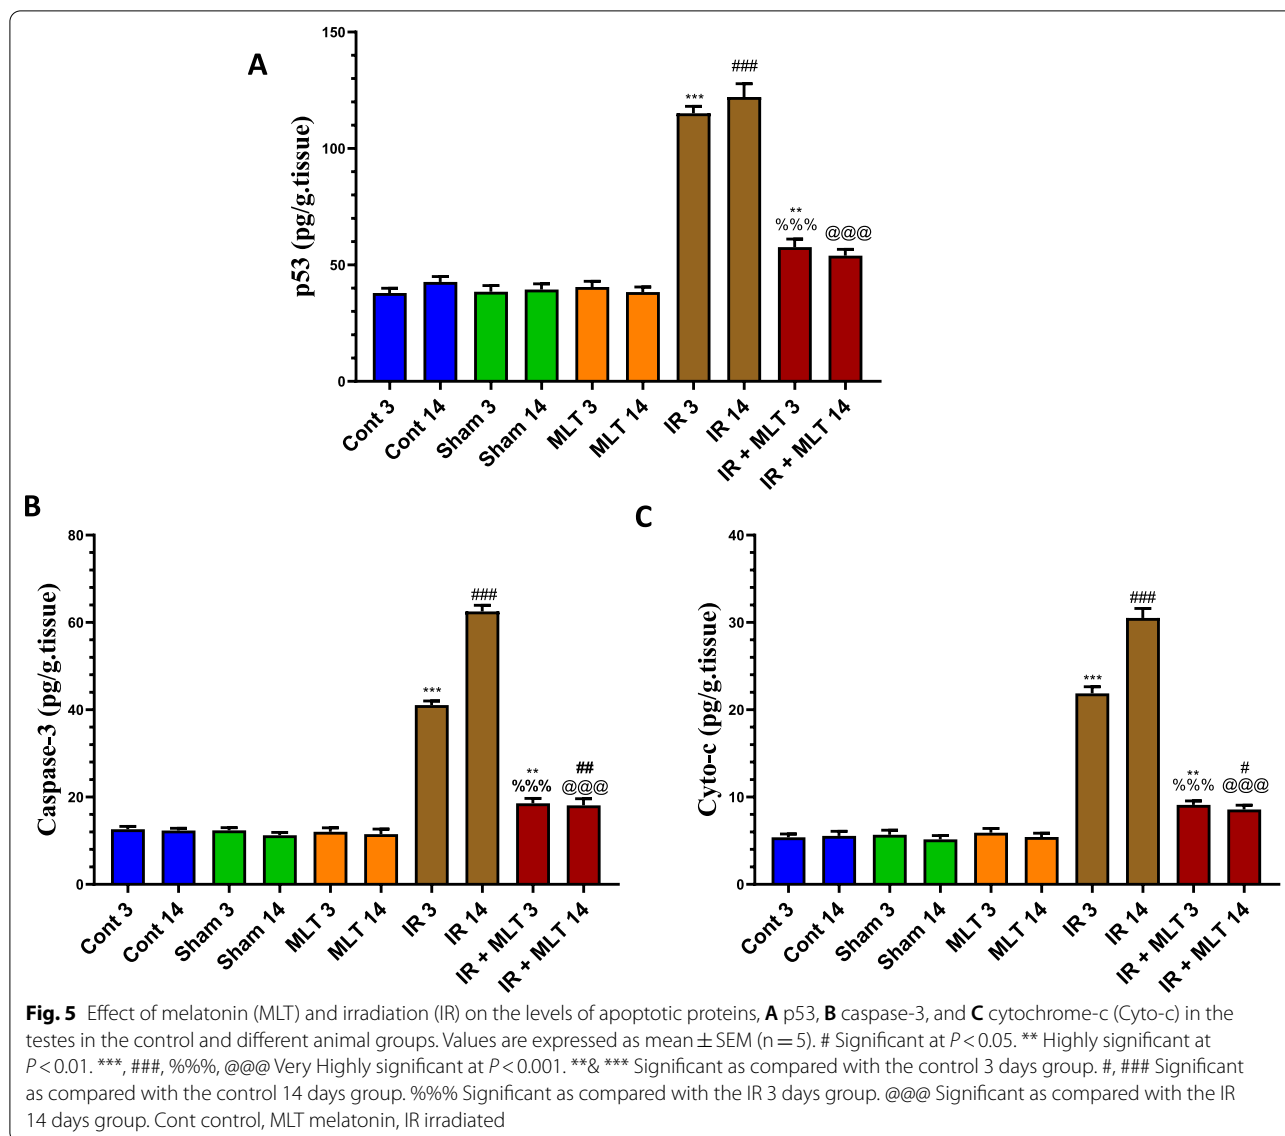 A
p53 (pg/g.tissue)
150
100
50
0
***
###
**
%%%
@@@
Cont 3
Cont 14
Sham 3
Sham 14
MLT 3
MLT 14
IR 3
IR 14
IR + MLT 3
IR + MLT 14
B
Caspase-3 (pg/g.tissue)
80
60
40
20
0
***
###
**
%%%
##
@@@
Cont 3
Cont 14
Sham 3
Sham 14
MLT 3
MLT 14
IR 3
IR 14
IR + MLT 3
IR + MLT 14
C
Cyto-c (pg/g.tissue)
40
30
20
10
0
***
###
**
%%%
#
@@@
Cont 3
Cont 14
Sham 3
Sham 14
MLT 3
MLT 14
IR 3
IR 14
IR + MLT 3
IR + MLT 14
Fig. 5 Effect of melatonin (MLT) and irradiation (IR) on the levels of apoptotic proteins, A p53, B caspase-3, and C cytochrome-c (Cyto-c) in the
testes in the control and different animal groups. Values are expressed as mean ± SEM (n = 5). # Significant at P < 0.05. ** Highly significant at
P < 0.01. ***, ###, %%%, @@@ Very Highly significant at P < 0.001. **& *** Significant as compared with the control 3 days group. #, ### Significant
as compared with the control 14 days group. %%% Significant as compared with the IR 3 days group. @@@ Significant as compared with the IR
14 days group. Cont control, MLT melatonin, IR irradiated